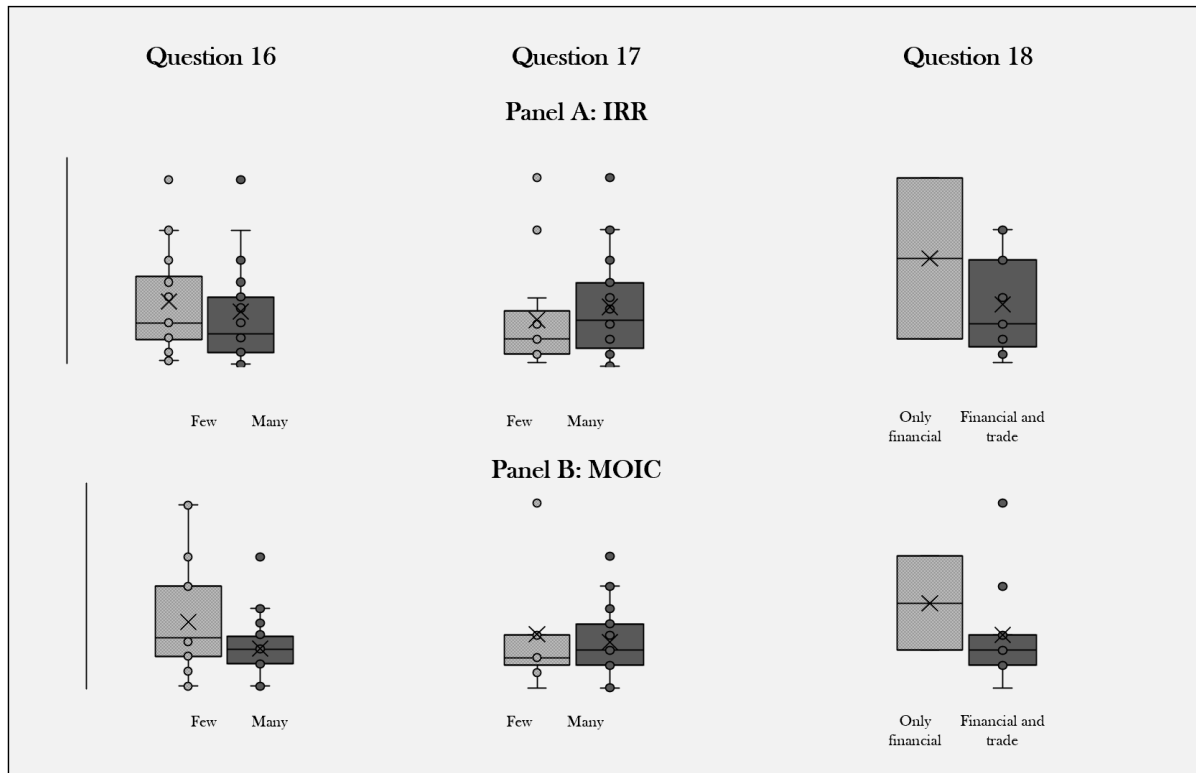 Question 16 Question 17 Question 18
Panel A: IRR
Few Many Few Many Only financial Financial and trade
Panel B: MOIC
Few Many Few Many Only financial Financial and trade